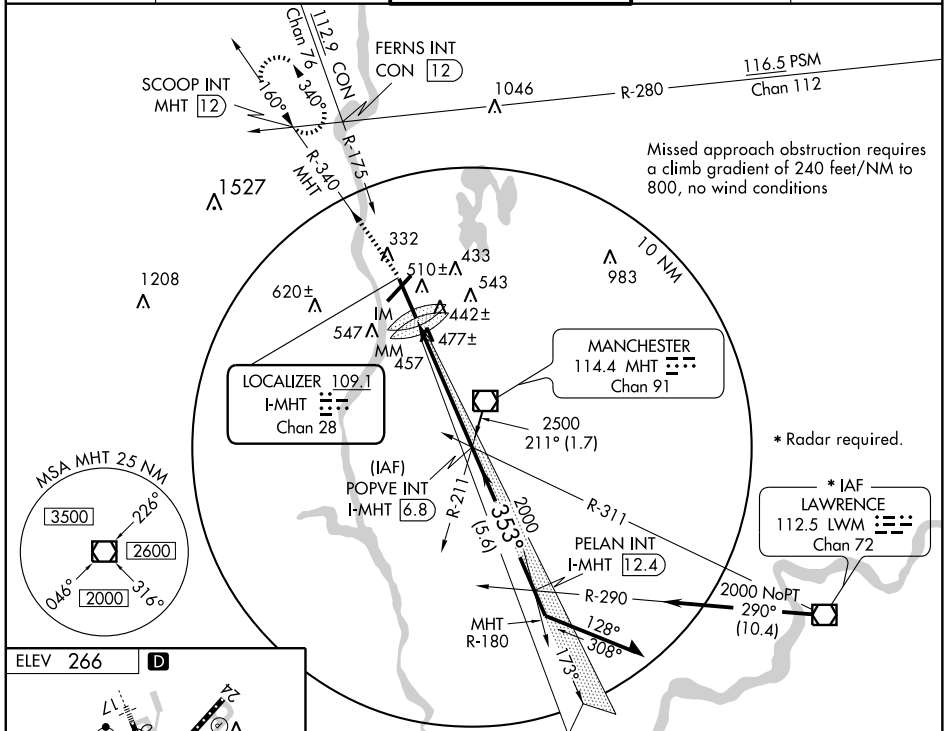 112.9 CON
Chan 76
FERNS INT
CON 12
116.5 PSM
Chan 112
SCOOP INT
MHT 12
160°
340°
1046
R-280
R-175
R-340
MHT
Missed approach obstruction requires
a climb gradient of 240 feet/NM to
800, no wind conditions
1527
10 NM
332
433
983
510±
543
1208
620±
IM
442±
547
477±
MM
457
MANCHESTER
114.4 MHT
Chan 91
LOCALIZER 109.1
I-MHT
Chan 28
2500
211° (1.7)
* Radar required.
MSA MHT 25 NM
(IAF)
POPVE INT
I-MHT 6.8
R-211
353°
(5.6)
2000
R-311
* IAF
LAWRENCE
112.5 LWM
Chan 72
3500
226°
2600
046°
2000
316°
PELAN INT
I-MHT 12.4
R-290
2000 NoPT
290°
(10.4)
MHT
R-180
128°
308°
173°
ELEV 266
D
17
24
P